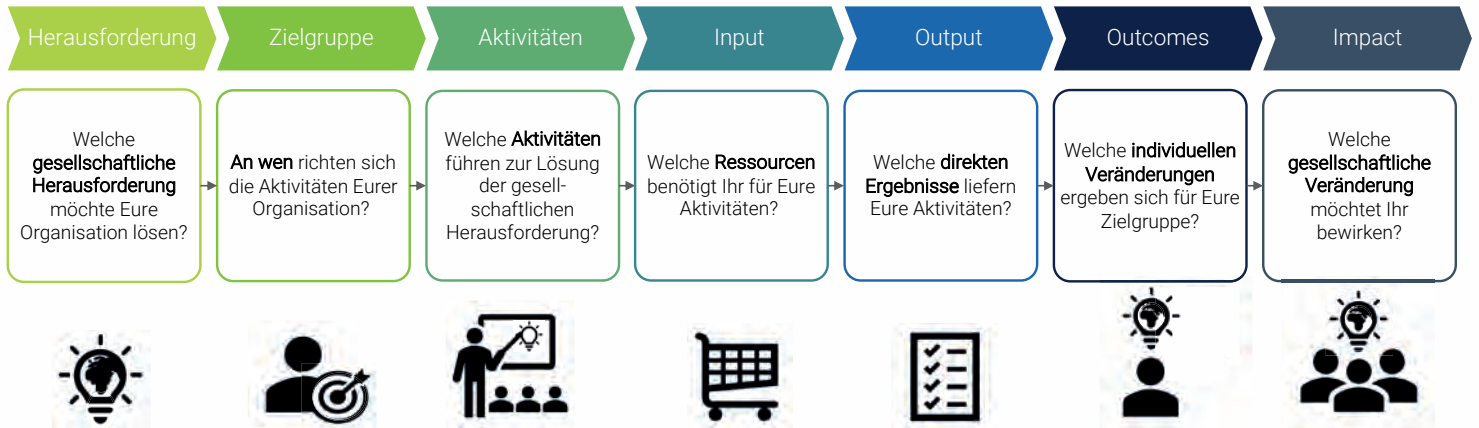 Herausforderung
Zielgruppe
Aktivitäten
Input
Output
Outcomes
Impact
Welche
gesellschaftliche
Herausforderung
möchte Eure
Organisation lösen?
An wen richten sich
die Aktivitäten Eurer
Organisation?
Welche Aktivitäten
führen zur Lösung
der gesell-
schaftlichen
Herausforderung?
Welche Ressourcen
benötigt Ihr für Eure
Aktivitäten?
Welche direkten
Ergebnisse liefern
Eure Aktivitäten?
Welche individuellen
Veränderungen
ergeben sich für Eure
Zielgruppe?
Welche
gesellschaftliche
Veränderung
möchtet Ihr
bewirken?